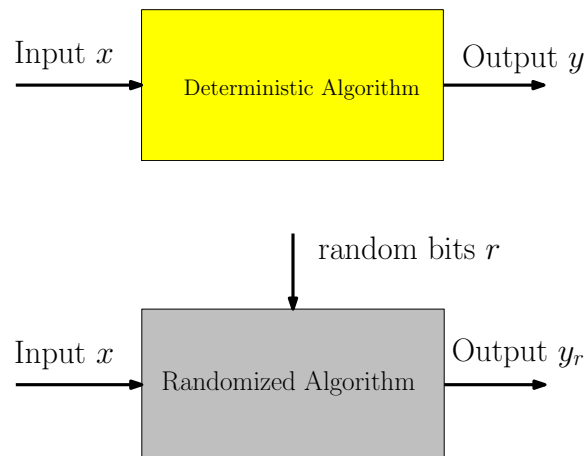 Input x
Output y
Deterministic Algorithm
random bits r
Input x
Output y_r
Randomized Algorithm